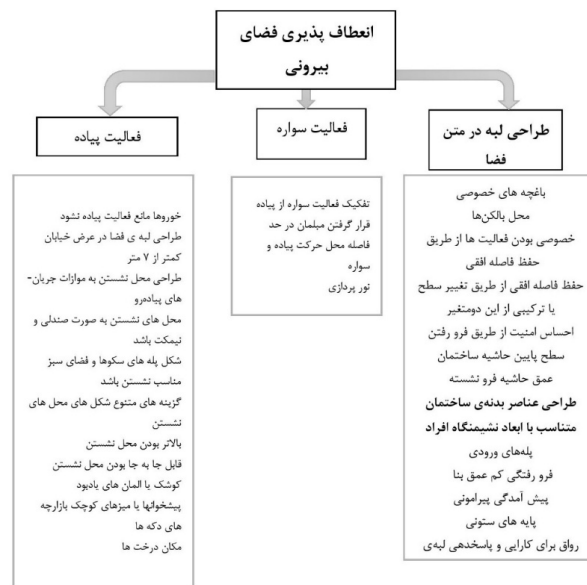 انعطاف پذیری فضای
بیرونی
طراحی لبه در متن
فضا
فعالیت سواره
فعالیت پیاده
باغچه های خصوصی
محل بالکن‌ها
خصوصی بودن فعالیت ها از طریق
حفظ فاصله افقی
حفظ فاصله افقی از طریق تغییر سطح
یا ترکیبی از این دومتغیر
احساس امنیت از طریق فرو رفتن
سطح پایین حاشیه ساختمان
عمق حاشیه فرو نشسته
طراحی عناصر بدنه‌ی ساختمان
متناسب با ابعاد نشیمنگاه افراد
پله‌های ورودی
فرو رفتگی کم عمق بنا
پیش آمدگی پیرامونی
پایه های ستونی
رواق برای کارایی و پاسخدهی لبه‌ی
تفکیک فعالیت سواره از پیاده
قرار گرفتن مبلمان در حد
فاصله محل حرکت پیاده و
سواره
نور پردازی
خوروها مانع فعالیت پیاده نشود
طراحی لبه ی فضا در عرض خیابان
کمتر از ۷ متر
طراحی محل نشستن به موازات جریان-
های پیاده‌رو
محل های نشستن به صورت صندلی و
نیمکت باشد
شکل پله های سکوها و فضای سبز
مناسب نشستن باشد
گزینه های متنوع شکل های محل های
نشستن
بالاتر بودن محل نشستن
قابل جا به جا بودن محل نشستن
کوشک یا المان های یادبود
پیشخوانها یا میزهای کوچک بازارچه
های دکه ها
مکان درخت ها